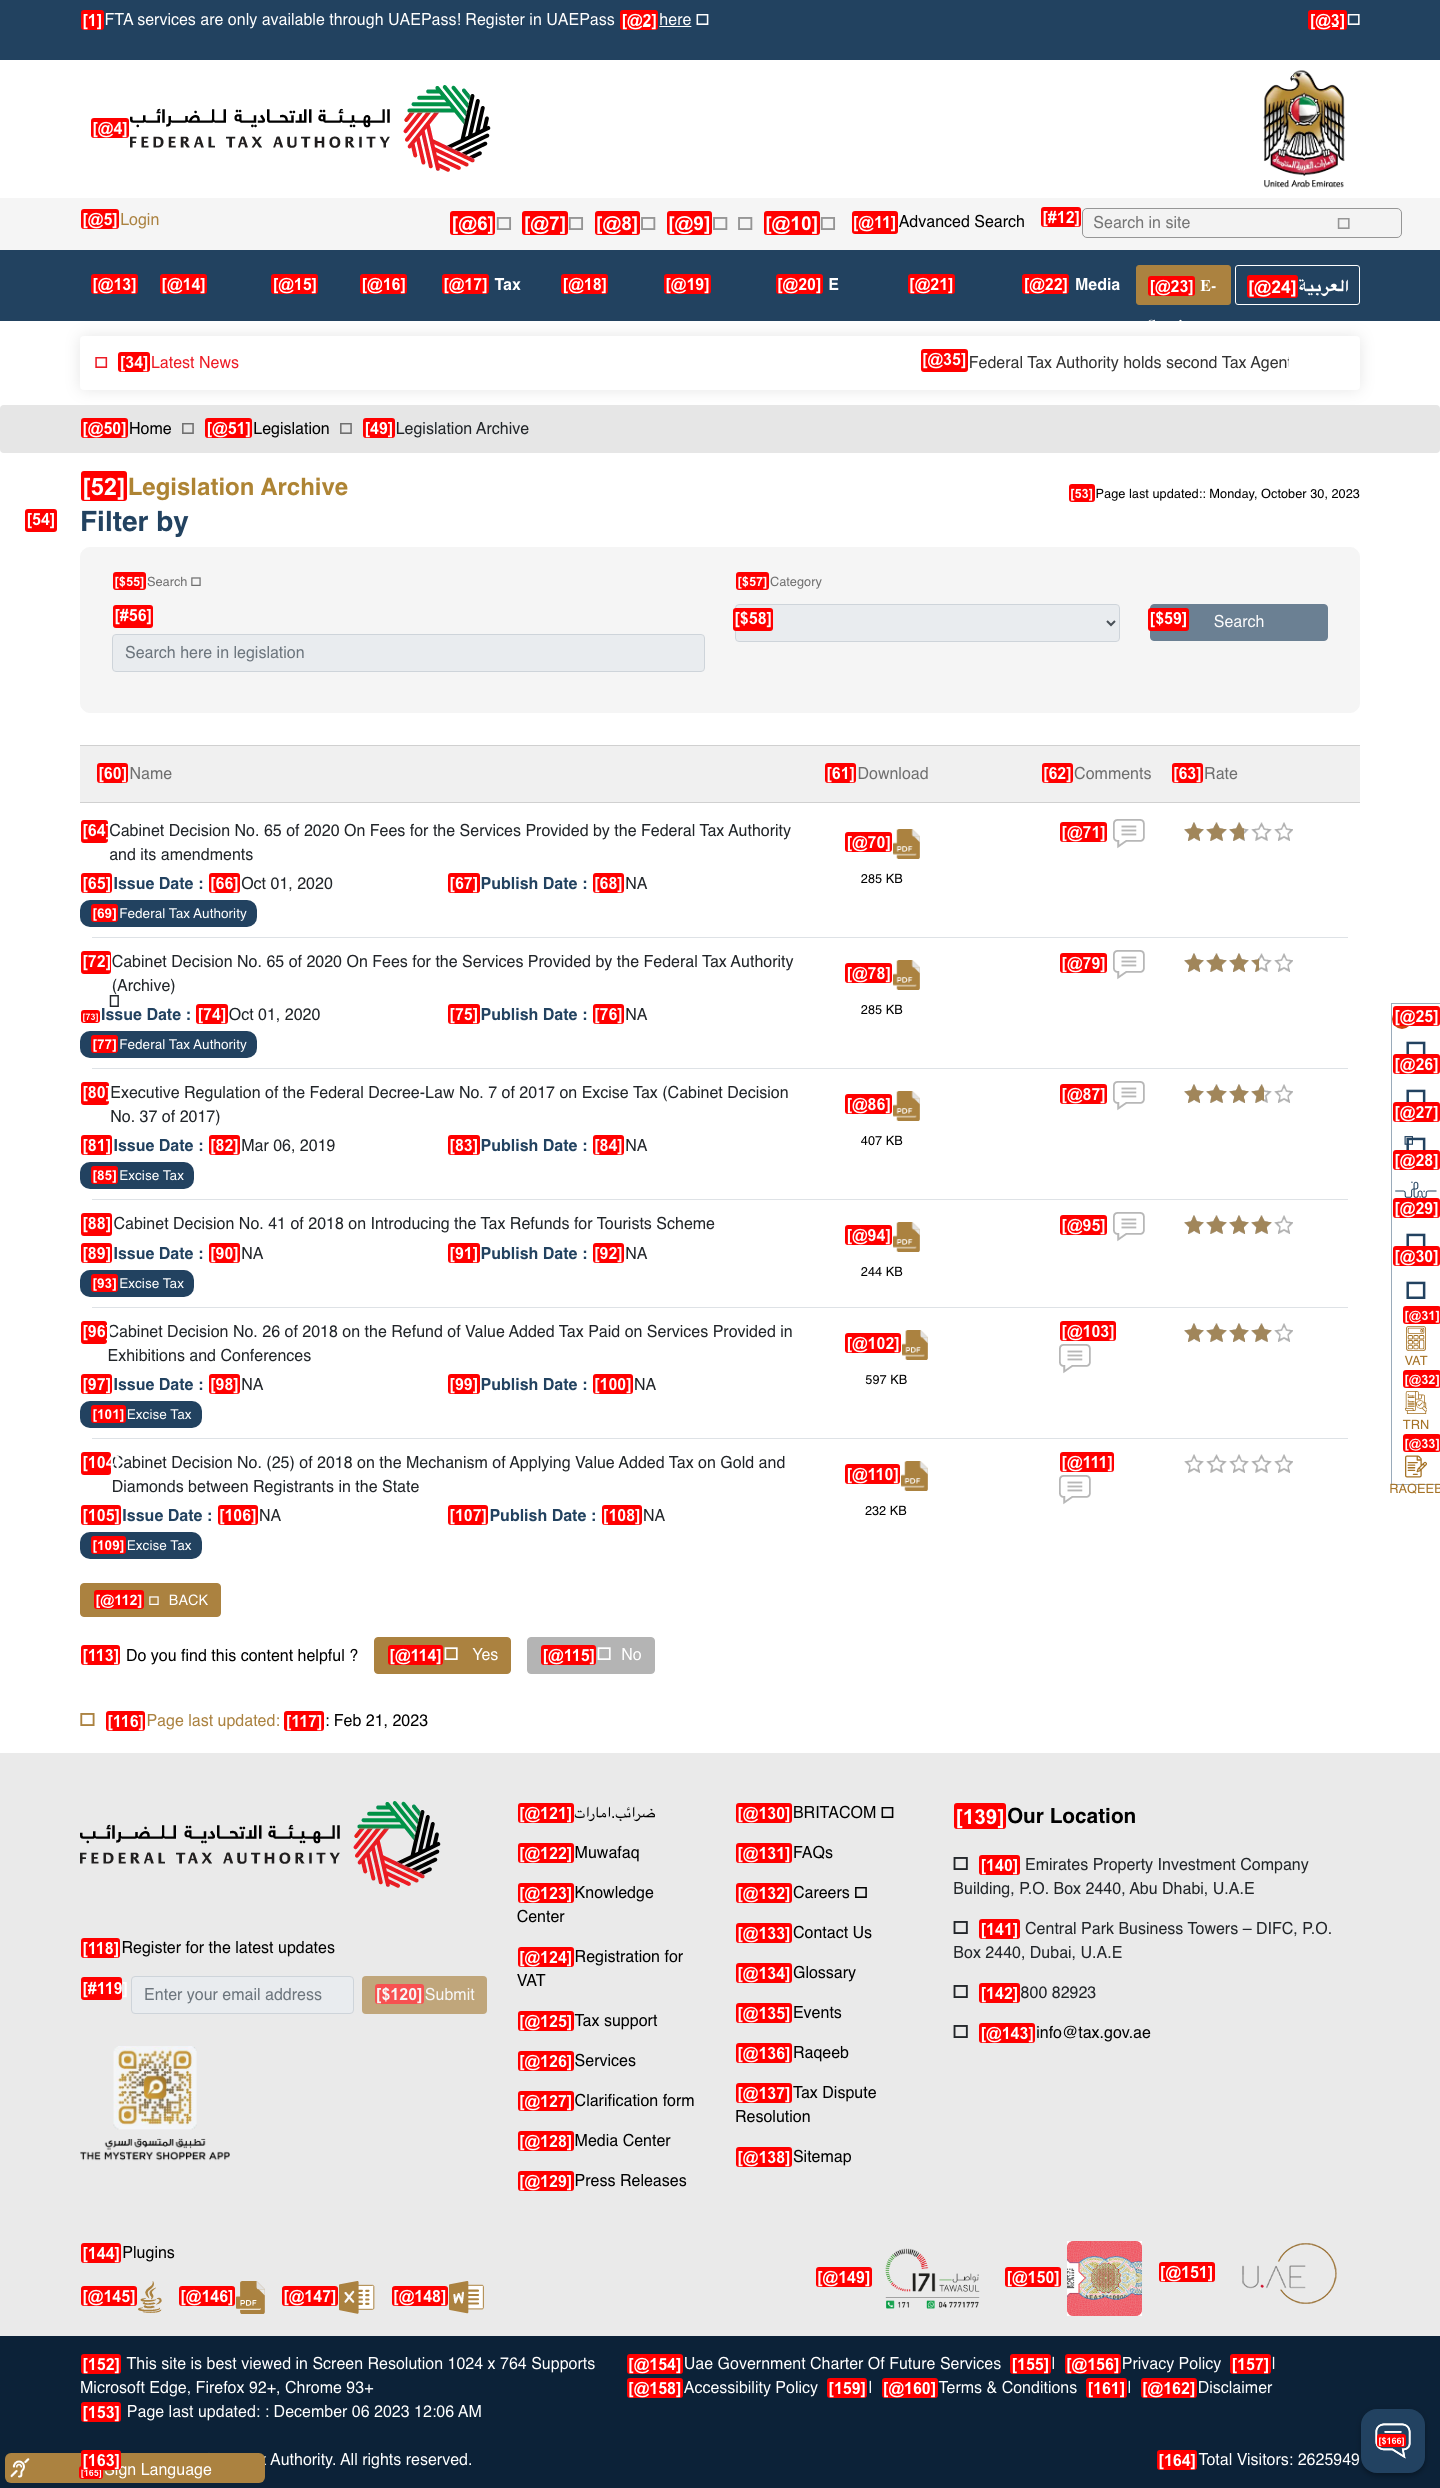 [1]FTA services are only available through UAEPass! Register in UAEPass [@2]here
[@3]
الهيئة الاتحادية للضرائب
[@4] FEDERAL TAX AUTHORITY
United Arab Emirates
[@5]Login [@6] [@7] [@8] [@9] [@10] [@11]Advanced Search [#12] Search in site
[@13] [@14] [@15] [@16] [@17] Tax [@18] [@19] [@20] E [@21] [@22] Media [@23] E- [@24]العربية
[34]Latest News [@35]Federal Tax Authority holds second Tax Agent
[@50]Home [@51]Legislation [49]Legislation Archive
[52]Legislation Archive
[53]Page last updated:: Monday, October 30, 2023
[54] Filter by
[$55]Search [$57]Category
[#56] [$58] [$59] Search
Search here in legislation
[60]Name [61]Download [62]Comments [63]Rate
[64]Cabinet Decision No. 65 of 2020 On Fees for the Services Provided by the Federal Tax Authority
and its amendments
[@70] PDF [@71]
285 KB
[65]Issue Date : [66]Oct 01, 2020 [67]Publish Date : [68]NA
[69]Federal Tax Authority
[72]Cabinet Decision No. 65 of 2020 On Fees for the Services Provided by the Federal Tax Authority
(Archive)
[@78] PDF [@79]
285 KB
[73]Issue Date : [74]Oct 01, 2020 [75]Publish Date : [76]NA
[77]Federal Tax Authority
[80]Executive Regulation of the Federal Decree-Law No. 7 of 2017 on Excise Tax (Cabinet Decision
No. 37 of 2017)
[@86] PDF [@87]
407 KB
[81]Issue Date : [82]Mar 06, 2019 [83]Publish Date : [84]NA
[85]Excise Tax
[88]Cabinet Decision No. 41 of 2018 on Introducing the Tax Refunds for Tourists Scheme
[@94] PDF [@95]
244 KB
[89]Issue Date : [90]NA [91]Publish Date : [92]NA
[93]Excise Tax
[96]Cabinet Decision No. 26 of 2018 on the Refund of Value Added Tax Paid on Services Provided in
Exhibitions and Conferences
[@102] PDF [@103]
597 KB
[97]Issue Date : [98]NA [99]Publish Date : [100]NA
[101]Excise Tax
[104]Cabinet Decision No. (25) of 2018 on the Mechanism of Applying Value Added Tax on Gold and
Diamonds between Registrants in the State
[@110] PDF [@111]
232 KB
[105]Issue Date : [106]NA [107]Publish Date : [108]NA
[109]Excise Tax
[@25]
[@26]
[@27]
[@28]
[@29]
[@30]
[@31]
VAT
[@32]
TRN
[@33]
RAQEEB
[@112] BACK
[113] Do you find this content helpful ? [@114] Yes [@115] No
[116]Page last updated: [117]: Feb 21, 2023
الهيئة الاتحادية للضرائب
FEDERAL TAX AUTHORITY
[118]Register for the latest updates
[#119] Enter your email address [$120]Submit
تطبيق المتسوق السري
THE MYSTERY SHOPPER APP
[@121]ضرائب.امارات
[@122]Muwafaq
[@123]Knowledge
Center
[@124]Registration for
VAT
[@125]Tax support
[@126]Services
[@127]Clarification form
[@128]Media Center
[@129]Press Releases
[@130]BRITACOM
[@131]FAQs
[@132]Careers
[@133]Contact Us
[@134]Glossary
[@135]Events
[@136]Raqeeb
[@137]Tax Dispute
Resolution
[@138]Sitemap
[139]Our Location
[140] Emirates Property Investment Company
Building, P.O. Box 2440, Abu Dhabi, U.A.E
[141] Central Park Business Towers – DIFC, P.O.
Box 2440, Dubai, U.A.E
[142]800 82923
[@143]info@tax.gov.ae
[144]Plugins
[@145] [@146] PDF [@147] X [@148] W
[@149] 171 تواصل TAWASUL
171 04 7771777
[@150] [@151] U.AE
[152] This site is best viewed in Screen Resolution 1024 x 764 Supports
Microsoft Edge, Firefox 92+, Chrome 93+
[153] Page last updated: : December 06 2023 12:06 AM
[@154]Uae Government Charter Of Future Services [155]| [@156]Privacy Policy [157]|
[@158]Accessibility Policy [159]| [@160]Terms & Conditions [161]| [@162]Disclaimer
[163] Authority. All rights reserved.
[165]Sign Language
[164]Total Visitors: 2625949
[$166]